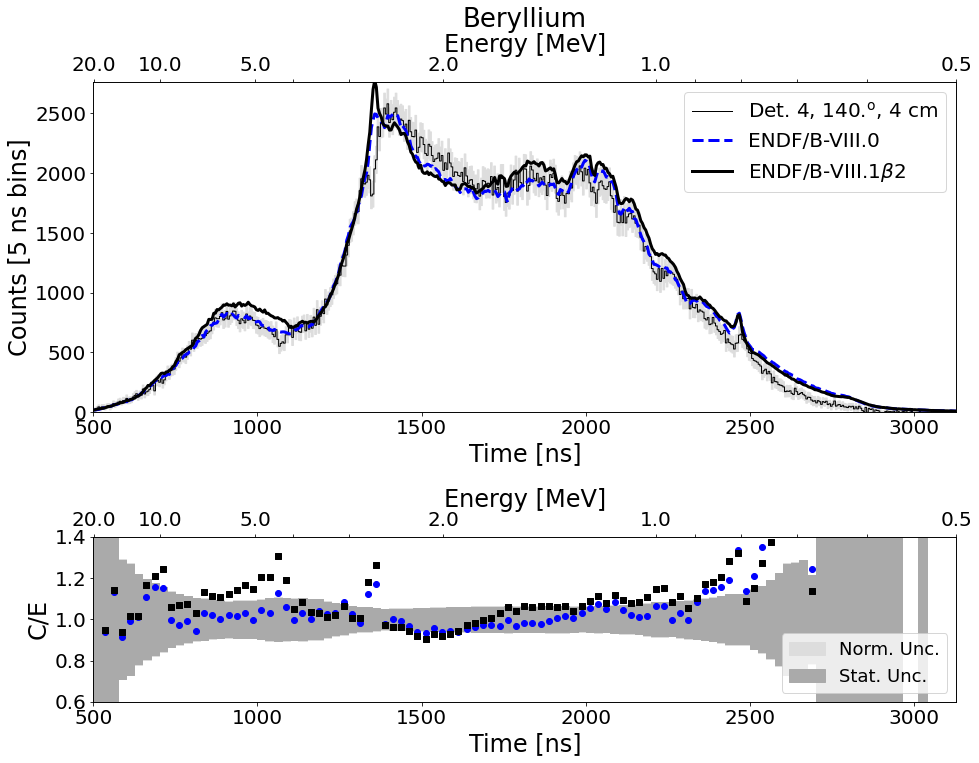 Beryllium
Energy [MeV]
20.0 10.0 5.0 2.0 1.0 0.5
Counts [5 ns bins]
2500
2000
1500
1000
500
0
Det. 4, 140.º, 4 cm
ENDF/B-VIII.0
ENDF/B-VIII.1β2
500 1000 1500 2000 2500 3000
Time [ns]
Energy [MeV]
20.0 10.0 5.0 2.0 1.0 0.5
C/E
1.4
1.2
1.0
0.8
0.6
Norm. Unc.
Stat. Unc.
500 1000 1500 2000 2500 3000
Time [ns]